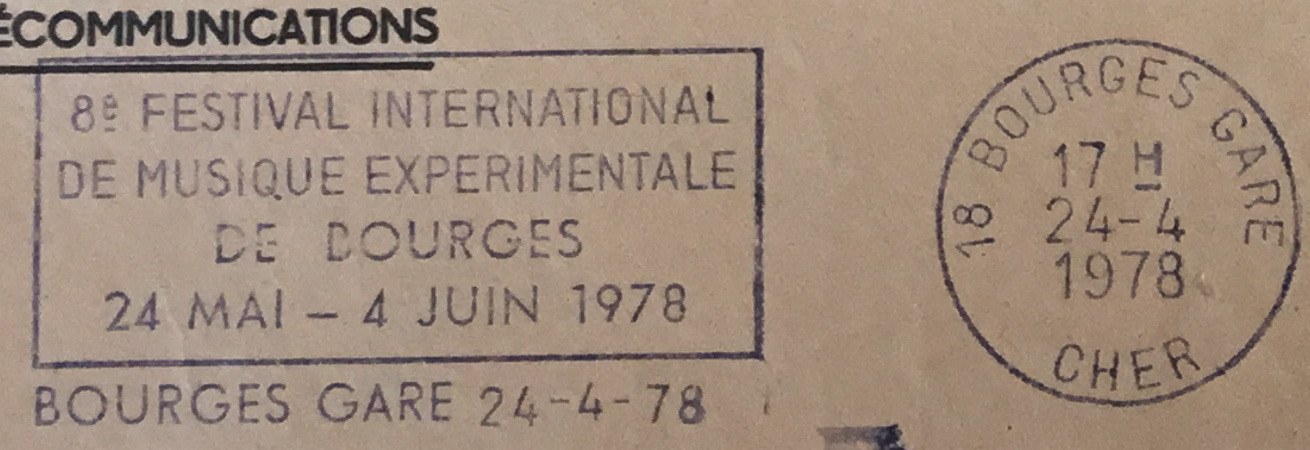 ÉCOMMUNICATIONS
8e FESTIVAL INTERNATIONAL
DE MUSIQUE EXPERIMENTALE
DE BOURGES
24 MAI – 4 JUIN 1978
BOURGES GARE 24-4-78
18 BOURGES GARE
17 H
24-4
1978
CHER